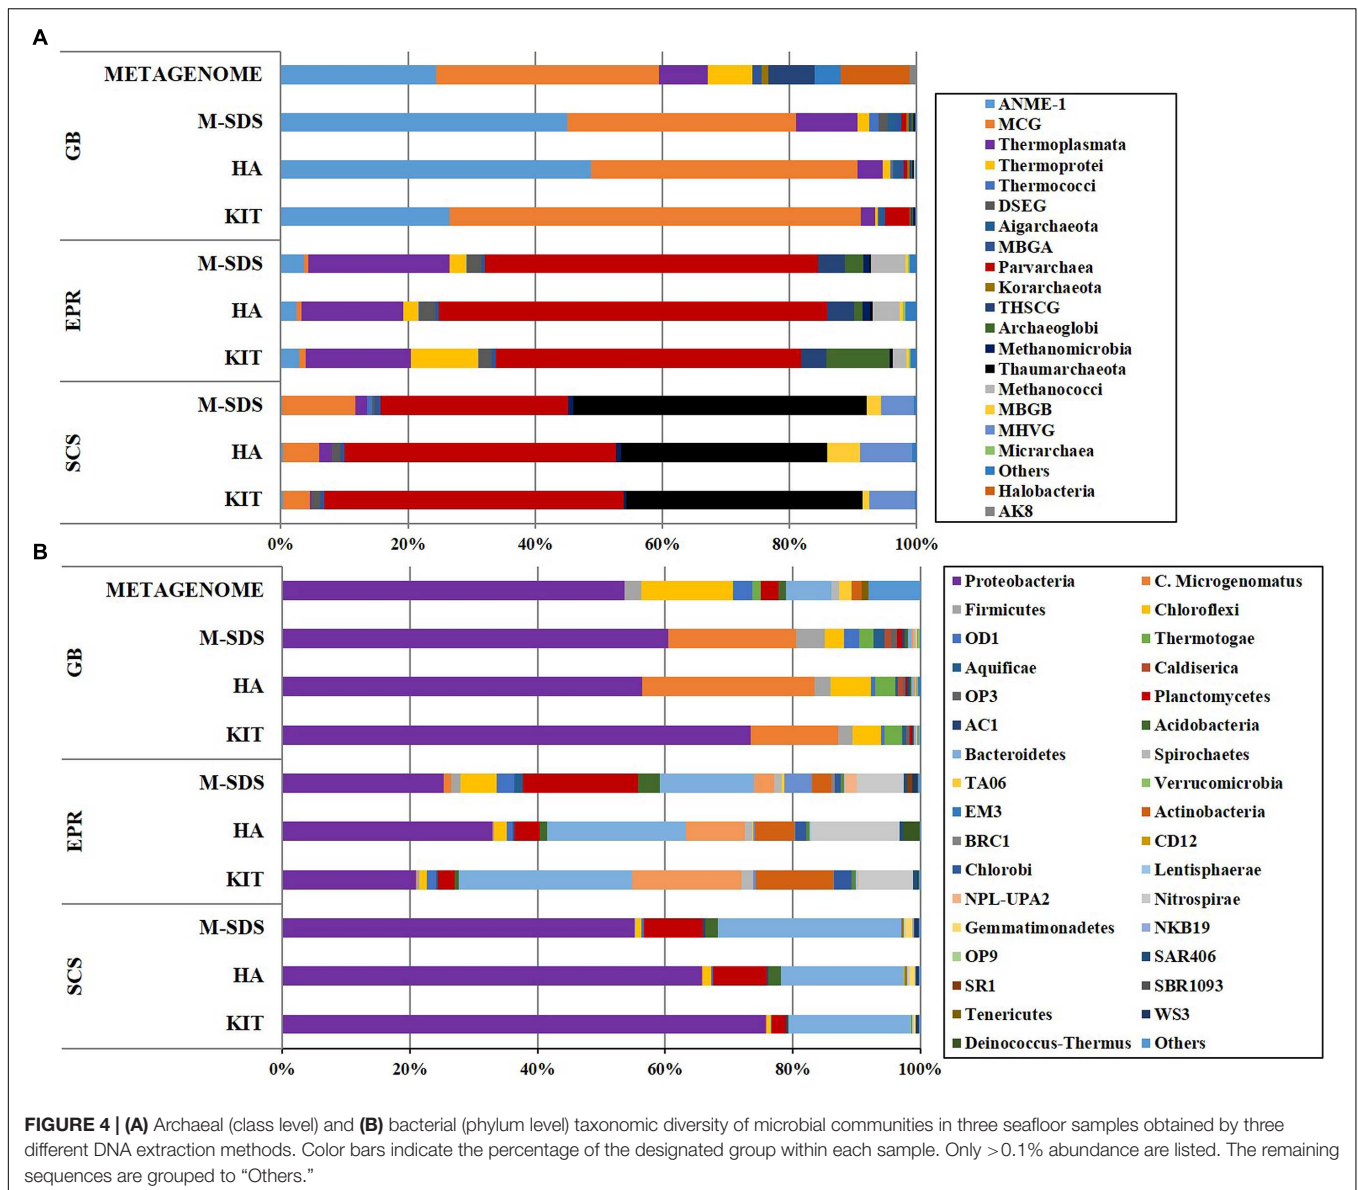 A
METAGENOME
M-SDS
HA
KIT
GB
M-SDS
HA
KIT
EPR
M-SDS
HA
KIT
SCS
0% 20% 40% 60% 80% 100%
ANME-1
MCG
Thermoplasmata
Thermoprotei
Thermococci
DSEG
Aigarchaeota
MBGA
Parvarchaea
Korarchaeota
THSCG
Archaeoglobi
Methanomicrobia
Thaumarchaeota
Methanococci
MBGB
MHVG
Micrarchaea
Others
Halobacteria
AK8
B
METAGENOME
M-SDS
HA
KIT
GB
M-SDS
HA
KIT
EPR
M-SDS
HA
KIT
SCS
0% 20% 40% 60% 80% 100%
Proteobacteria C. Microgenomatus
Firmicutes Chloroflexi
OD1 Thermotogae
Aquificae Caldiserica
OP3 Planctomycetes
AC1 Acidobacteria
Bacteroidetes Spirochaetes
TA06 Verrucomicrobia
EM3 Actinobacteria
BRC1 CD12
Chlorobi Lentisphaerae
NPL-UPA2 Nitrospirae
Gemmatimonadetes NKB19
OP9 SAR406
SR1 SBR1093
Tenericutes WS3
Deinococcus-Thermus Others
FIGURE 4 | (A) Archaeal (class level) and (B) bacterial (phylum level) taxonomic diversity of microbial communities in three seafloor samples obtained by three
different DNA extraction methods. Color bars indicate the percentage of the designated group within each sample. Only >0.1% abundance are listed. The remaining
sequences are grouped to “Others.”